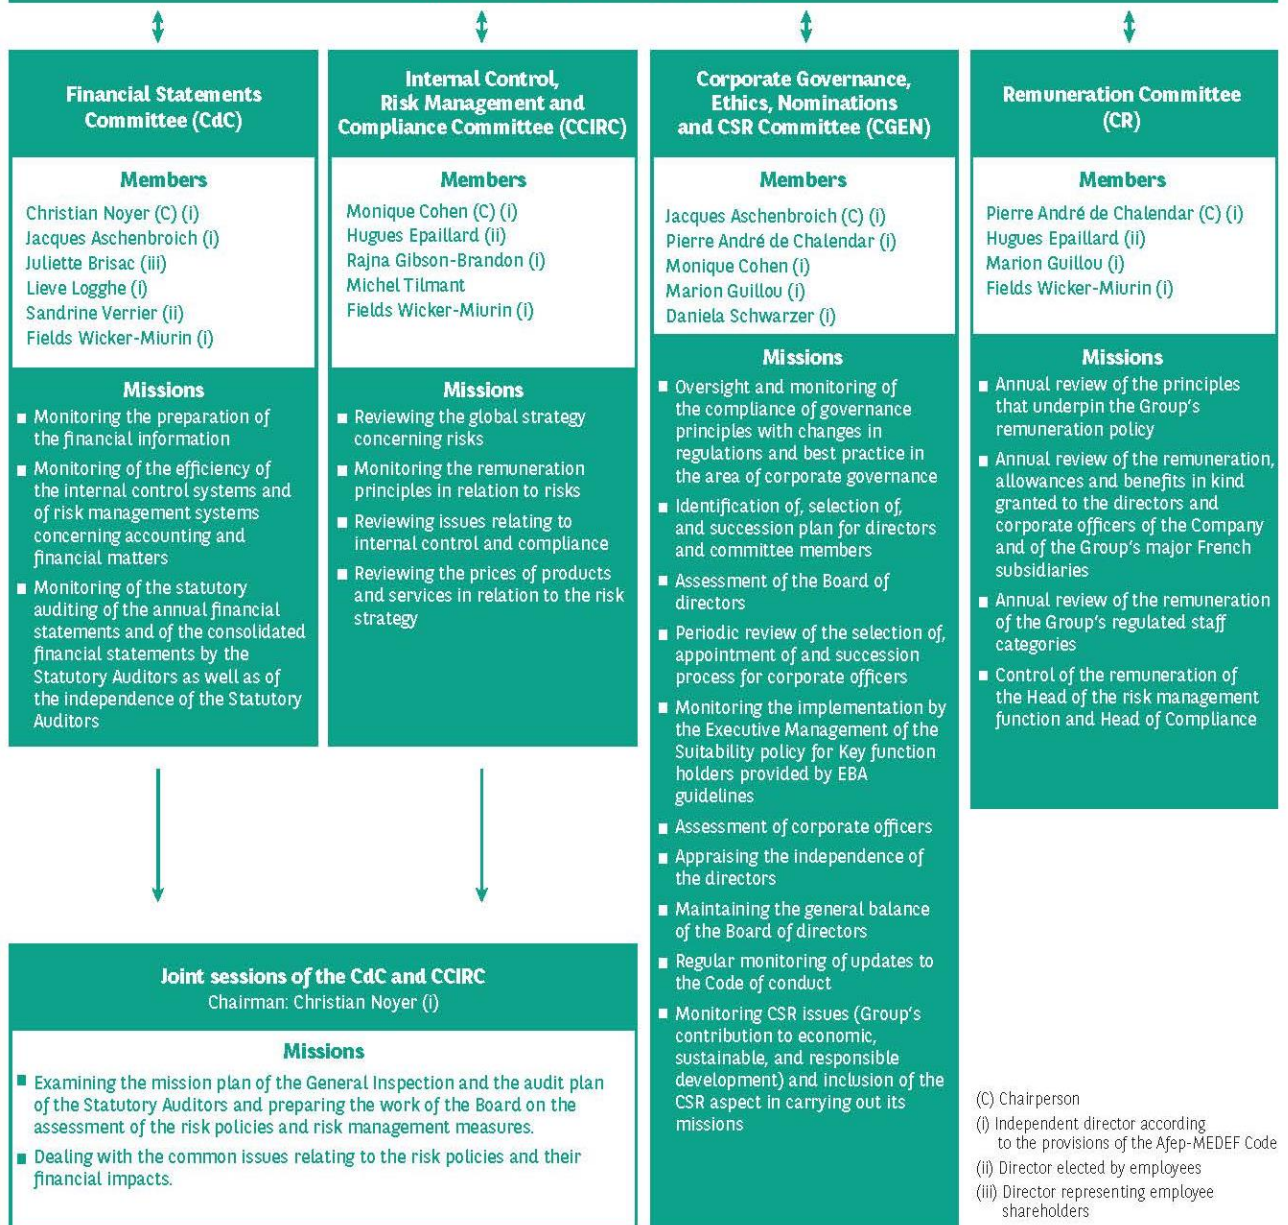 Financial Statements
Committee (CdC)
Members
Christian Noyer (C) (i)
Jacques Aschenbroich (i)
Juliette Brisac (iii)
Lieve Logghe (i)
Sandrine Verrier (ii)
Fields Wicker-Miurin (i)
Missions
■ Monitoring the preparation of
the financial information
■ Monitoring of the efficiency of
the internal control systems and
of risk management systems
concerning accounting and
financial matters
■ Monitoring of the statutory
auditing of the annual financial
statements and of the consolidated
financial statements by the
Statutory Auditors as well as of
the independence of the Statutory
Auditors
Internal Control,
Risk Management and
Compliance Committee (CCIRC)
Members
Monique Cohen (C) (i)
Hugues Epaillard (ii)
Rajna Gibson-Brandon (i)
Michel Tilmant
Fields Wicker-Miurin (i)
Missions
■ Reviewing the global strategy
concerning risks
■ Monitoring the remuneration
principles in relation to risks
■ Reviewing issues relating to
internal control and compliance
■ Reviewing the prices of products
and services in relation to the risk
strategy
Corporate Governance,
Ethics, Nominations
and CSR Committee (CGEN)
Members
Jacques Aschenbroich (C) (i)
Pierre André de Chalendar (i)
Monique Cohen (i)
Marion Guillou (i)
Daniela Schwarzer (i)
Missions
■ Oversight and monitoring of
the compliance of governance
principles with changes in
regulations and best practice in
the area of corporate governance
■ Identification of, selection of,
and succession plan for directors
and committee members
■ Assessment of the Board of
directors
■ Periodic review of the selection of,
appointment of and succession
process for corporate officers
■ Monitoring the implementation by
the Executive Management of the
Suitability policy for Key function
holders provided by EBA
guidelines
■ Assessment of corporate officers
■ Appraising the independence of
the directors
■ Maintaining the general balance
of the Board of directors
■ Regular monitoring of updates to
the Code of conduct
■ Monitoring CSR issues (Group's
contribution to economic,
sustainable, and responsible
development) and inclusion of the
CSR aspect in carrying out its
missions
Remuneration Committee
(CR)
Members
Pierre André de Chalendar (C) (i)
Hugues Epaillard (ii)
Marion Guillou (i)
Fields Wicker-Miurin (i)
Missions
■ Annual review of the principles
that underpin the Group's
remuneration policy
■ Annual review of the remuneration,
allowances and benefits in kind
granted to the directors and
corporate officers of the Company
and of the Group's major French
subsidiaries
■ Annual review of the remuneration
of the Group's regulated staff
categories
■ Control of the remuneration of
the Head of the risk management
function and Head of Compliance
Joint sessions of the CdC and CCIRC
Chairman: Christian Noyer (i)
Missions
■ Examining the mission plan of the General Inspection and the audit plan
of the Statutory Auditors and preparing the work of the Board on the
assessment of the risk policies and risk management measures.
■ Dealing with the common issues relating to the risk policies and their
financial impacts.
(C) Chairperson
(i) Independent director according
to the provisions of the Afep-MEDEF Code
(ii) Director elected by employees
(iii) Director representing employee
shareholders